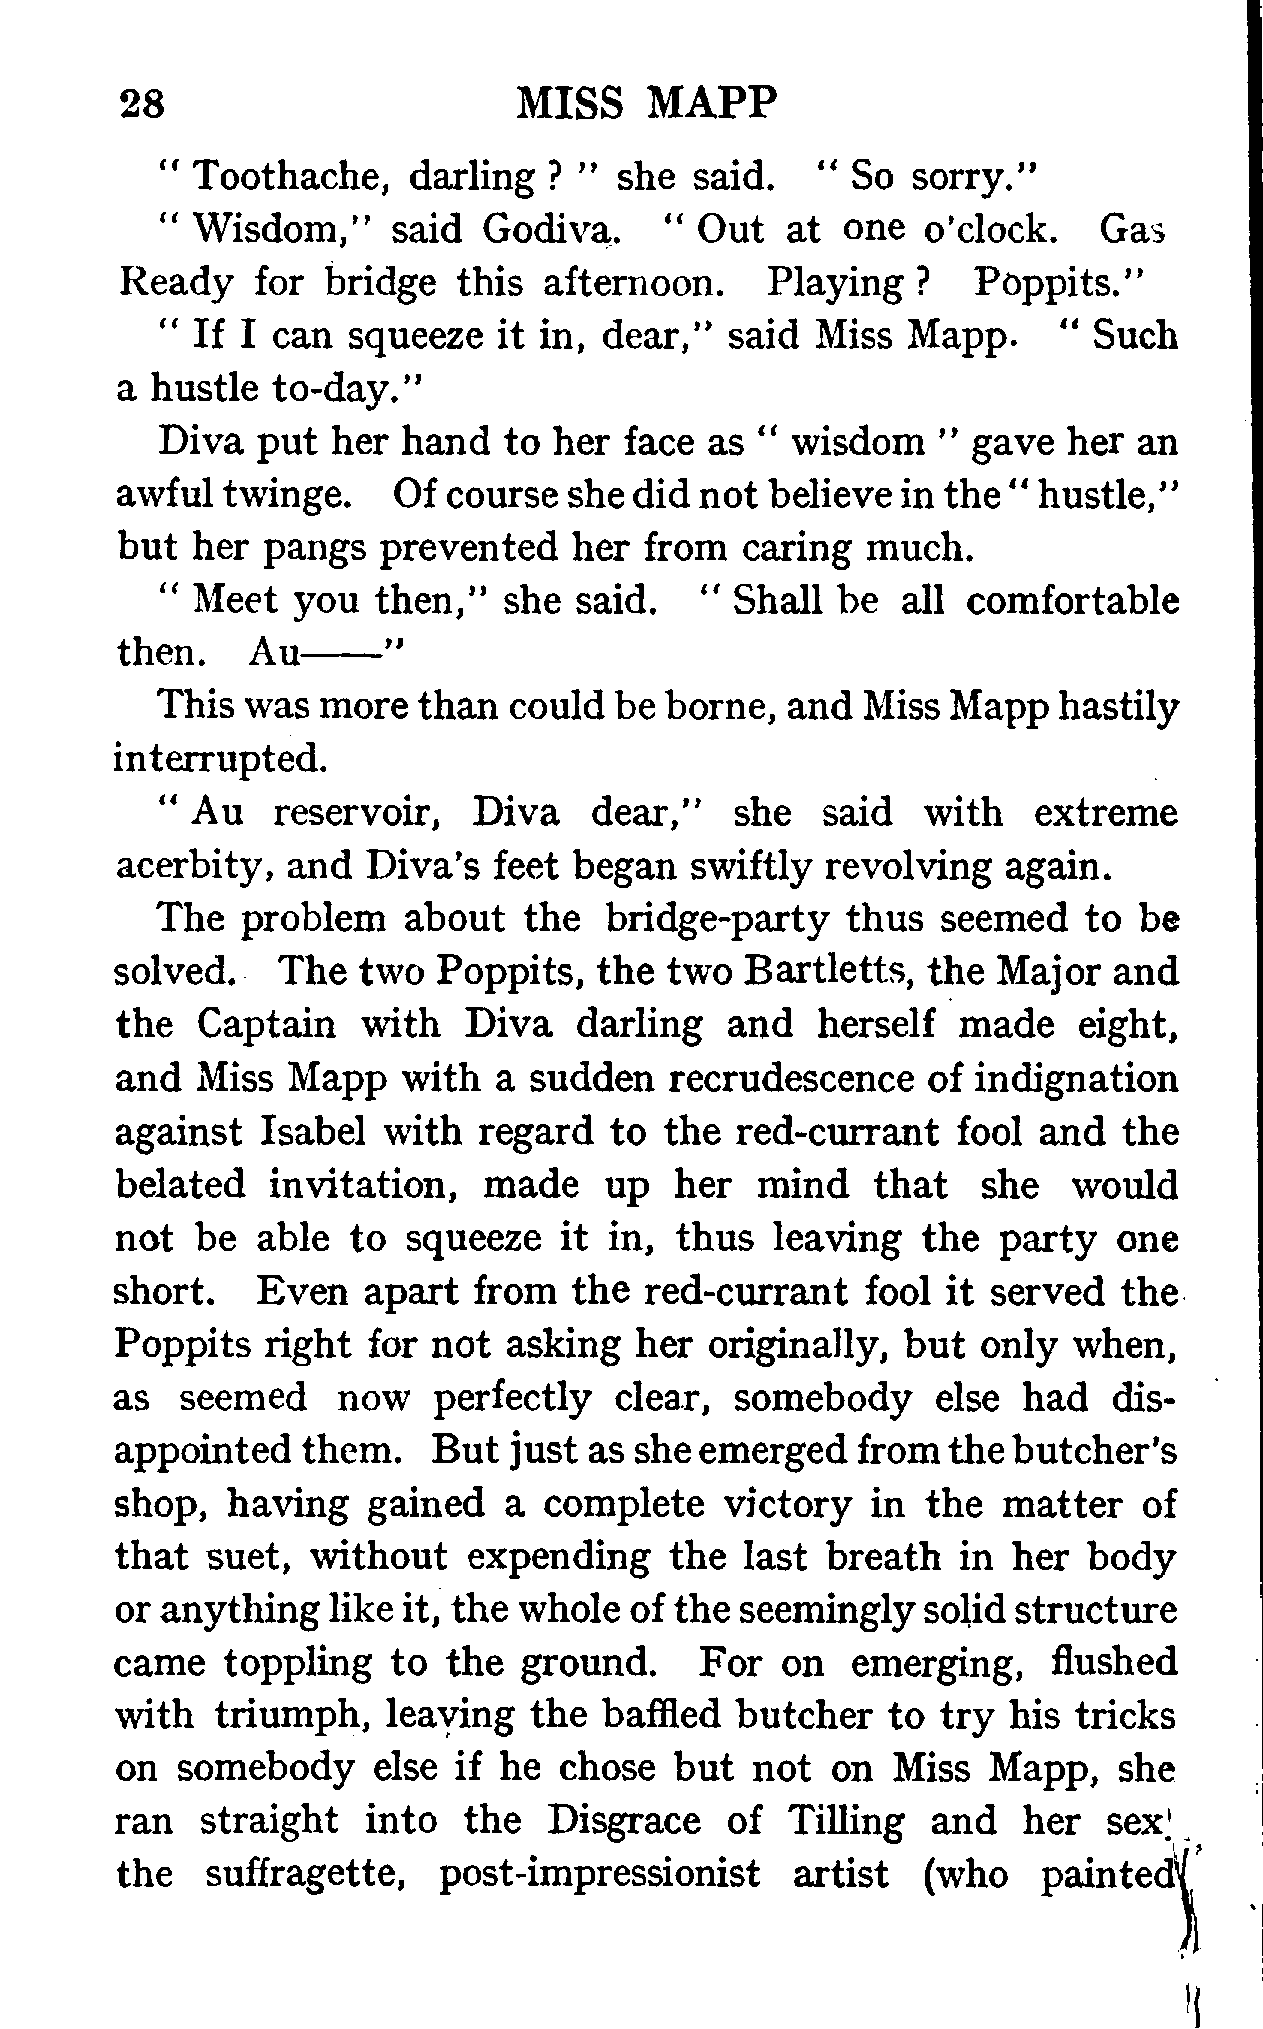 28 MISS MAPP
" Toothache, darling ? " she said. " So sorry."
" Wisdom," said Godiva. " Out at one o'clock. Gas
Ready for bridge this afternoon. Playing ? Poppits."
" If I can squeeze it in, dear," said Miss Mapp. " Such
a hustle to-day."
Diva put her hand to her face as " wisdom " gave her an
awful twinge. Of course she did not believe in the " hustle,"
but her pangs prevented her from caring much.
" Meet you then," she said. " Shall be all comfortable
then. Au——"
This was more than could be borne, and Miss Mapp hastily
interrupted.
" Au reservoir, Diva dear," she said with extreme
acerbity, and Diva's feet began swiftly revolving again.
The problem about the bridge-party thus seemed to be
solved. The two Poppits, the two Bartletts, the Major and
the Captain with Diva darling and herself made eight,
and Miss Mapp with a sudden recrudescence of indignation
against Isabel with regard to the red-currant fool and the
belated invitation, made up her mind that she would
not be able to squeeze it in, thus leaving the party one
short. Even apart from the red-currant fool it served the
Poppits right for not asking her originally, but only when,
as seemed now perfectly clear, somebody else had dis-
appointed them. But just as she emerged from the butcher's
shop, having gained a complete victory in the matter of
that suet, without expending the last breath in her body
or anything like it, the whole of the seemingly solid structure
came toppling to the ground. For on emerging, flushed
with triumph, leaving the baffled butcher to try his tricks
on somebody else if he chose but not on Miss Mapp, she
ran straight into the Disgrace of Tilling and her sex,
the suffragette, post-impressionist artist (who painted